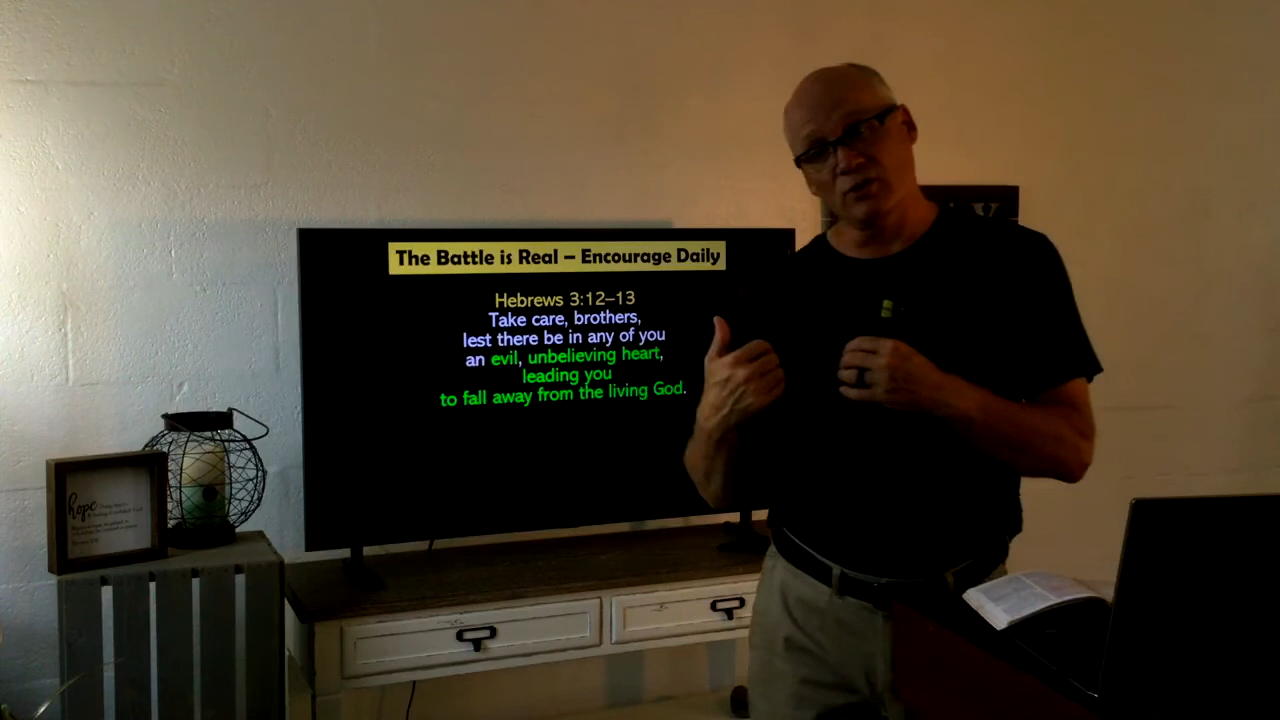 The Battle is Real – Encourage Daily
Hebrews 3:12–13
Take care, brothers,
lest there be in any of you
an evil, unbelieving heart,
leading you
to fall away from the living God.
hope